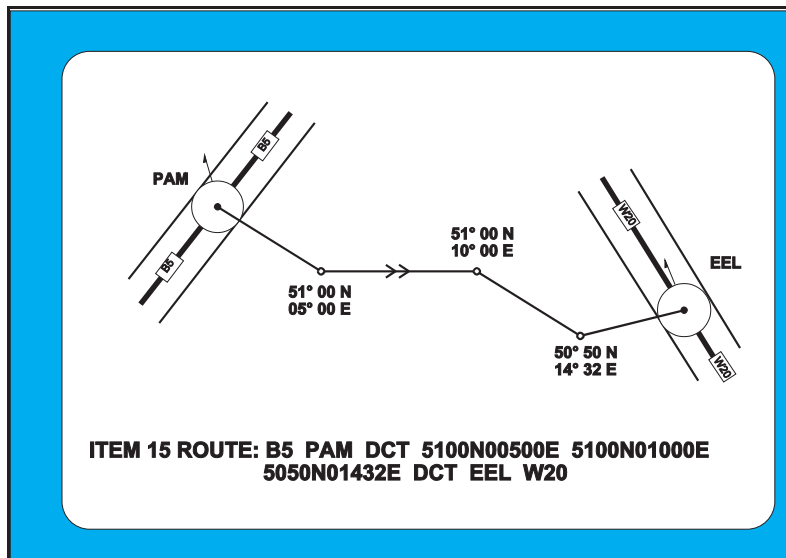 B5
PAM
B5
51° 00 N
05° 00 E
51° 00 N
10° 00 E
W20
EEL
50° 50 N
14° 32 E
W20
ITEM 15 ROUTE: B5 PAM DCT 5100N00500E 5100N01000E
5050N01432E DCT EEL W20